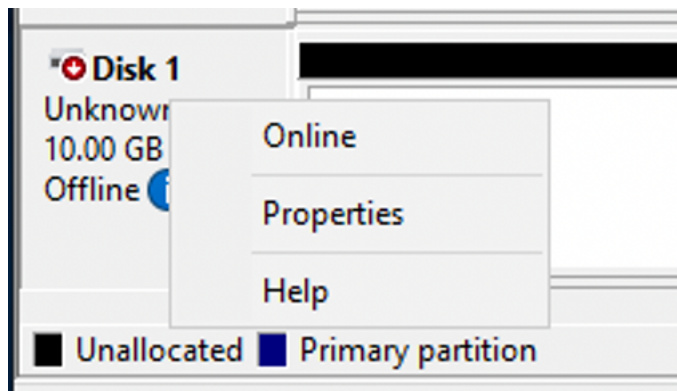 Disk 1
Unknown
10.00 GB
Offline
Online
Properties
Help
Unallocated Primary partition